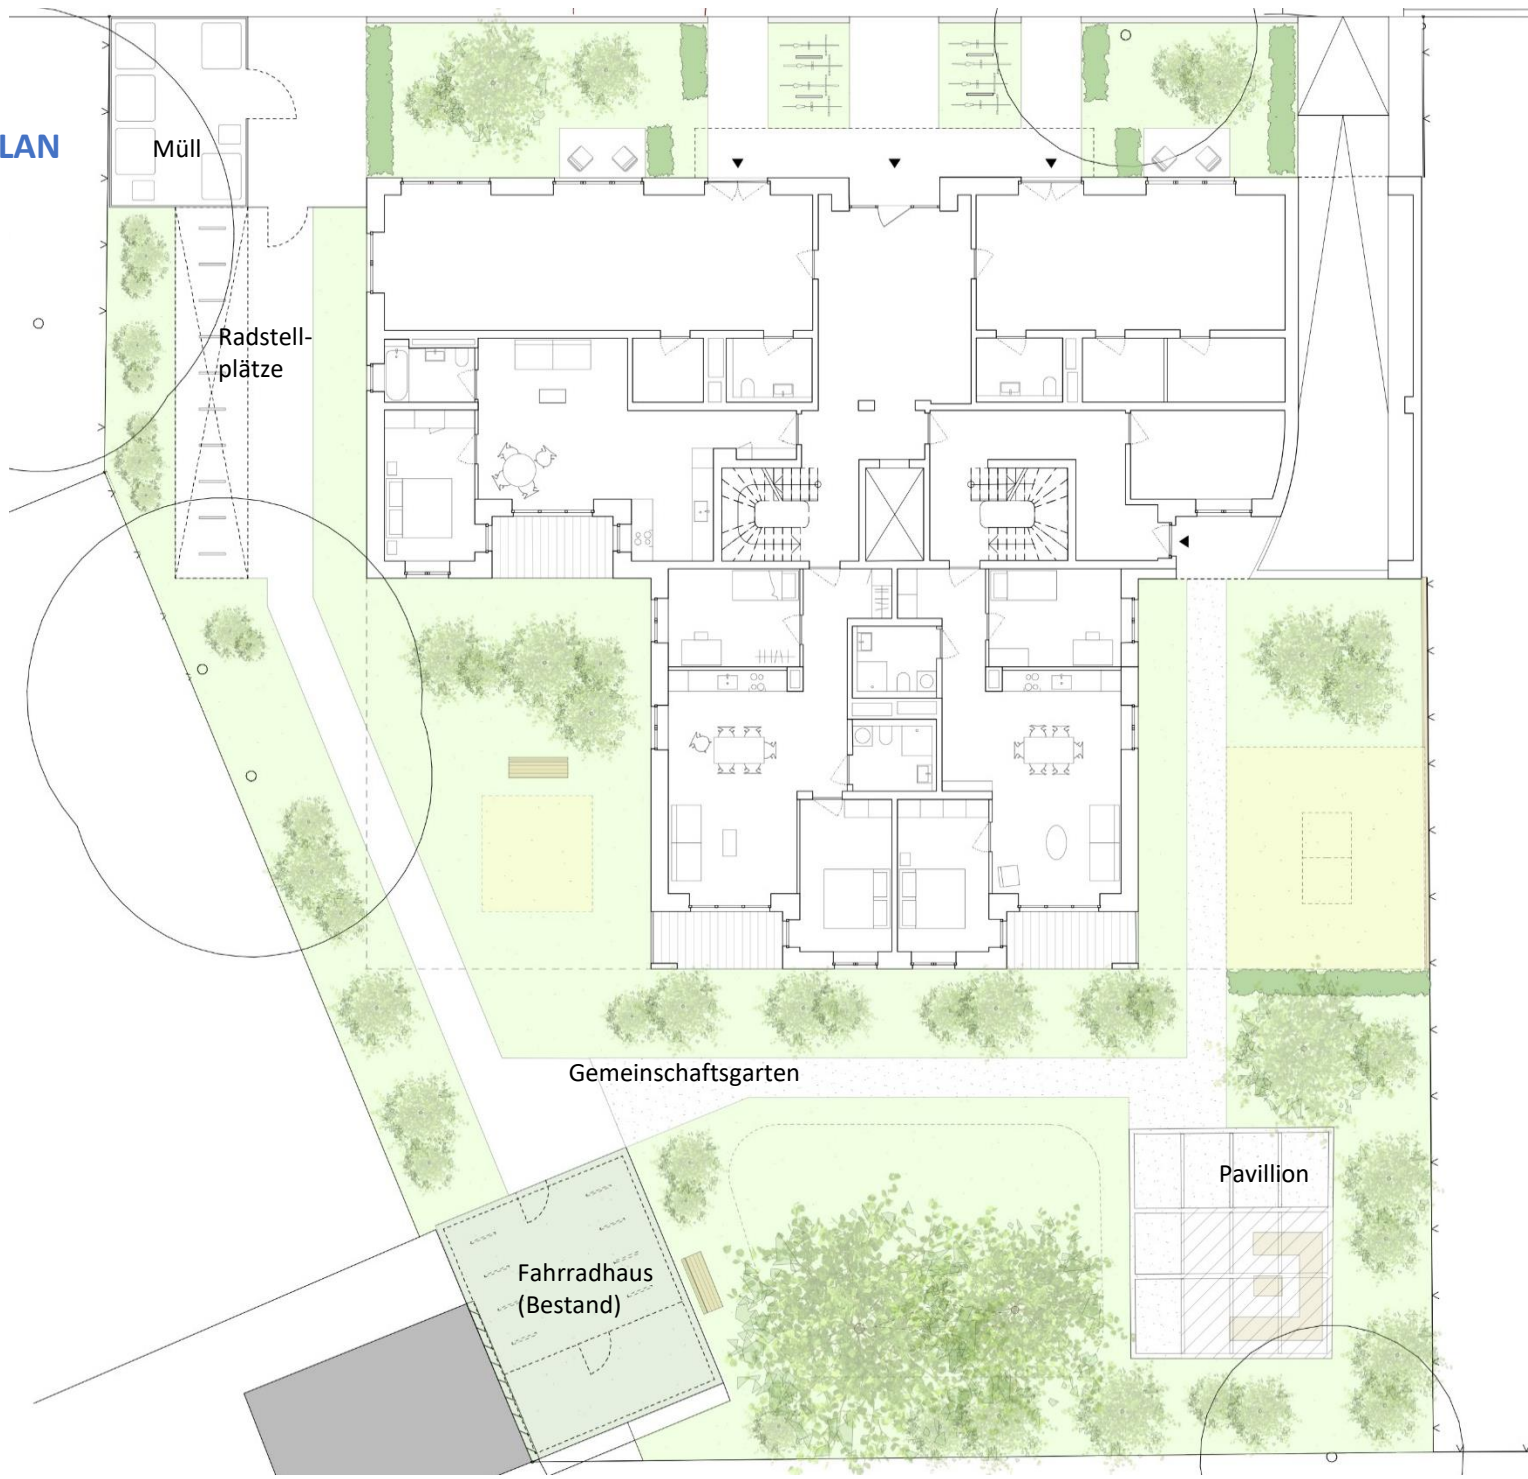 LAN
Müll
Radstell-
plätze
Gemeinschaftsgarten
Pavillion
Fahrradhaus
(Bestand)